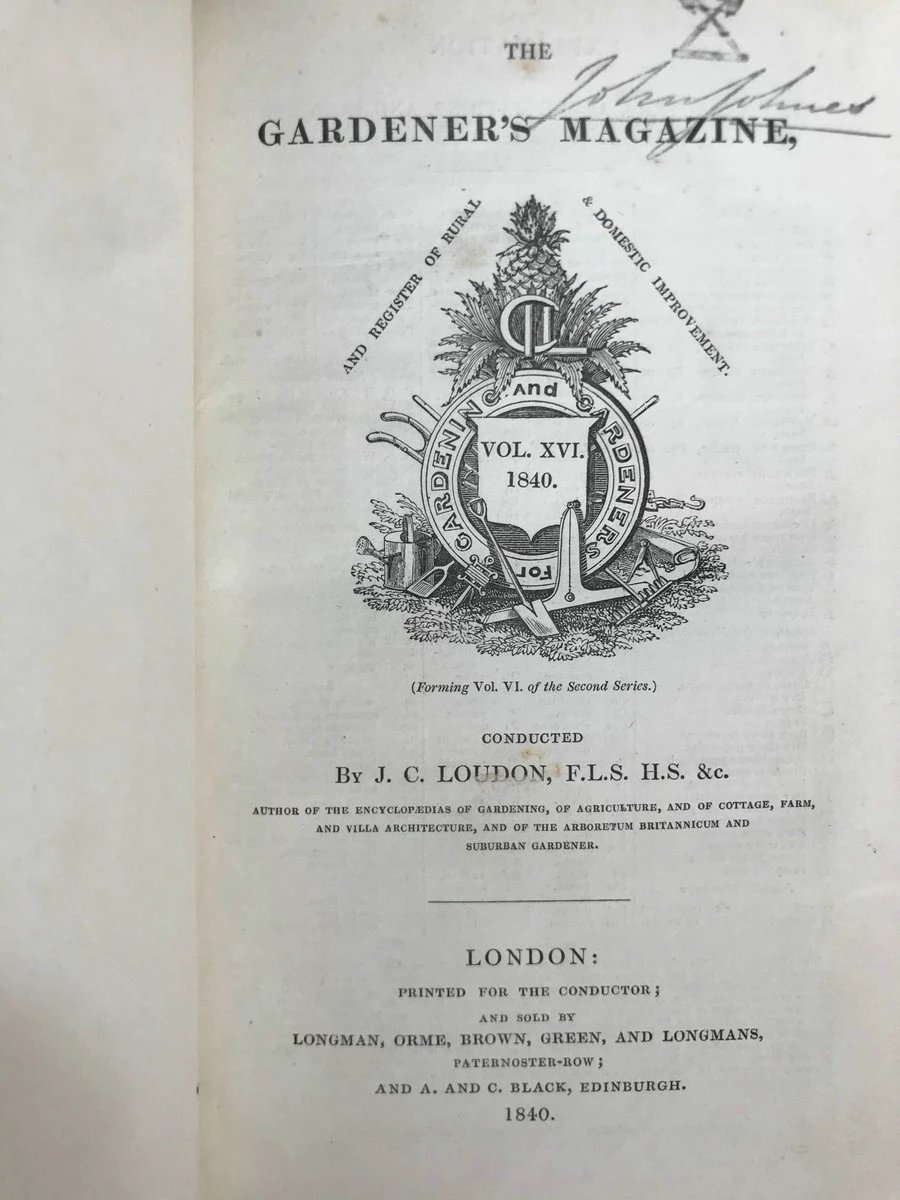 THE
John Johnes
GARDENER'S MAGAZINE,
AND REGISTER OF RURAL
& DOMESTIC IMPROVEMENT.
GARDENING And GARDENERS
For
VOL. XVI.
1840.
(Forming Vol. VI. of the Second Series.)
CONDUCTED
By J. C. LOUDON, F.L.S. H.S. &c.
AUTHOR OF THE ENCYCLOPÆDIAS OF GARDENING, OF AGRICULTURE, AND OF COTTAGE, FARM,
AND VILLA ARCHITECTURE, AND OF THE ARBORETUM BRITANNICUM AND
SUBURBAN GARDENER.
LONDON:
PRINTED FOR THE CONDUCTOR;
AND SOLD BY
LONGMAN, ORME, BROWN, GREEN, AND LONGMANS,
PATERNOSTER-ROW;
AND A. AND C. BLACK, EDINBURGH.
1840.